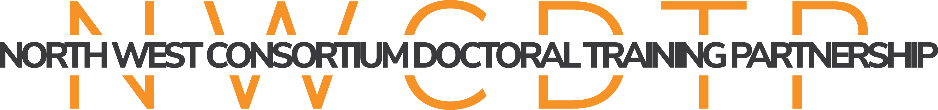 NWCDTP
NORTH WEST CONSORTIUM DOCTORAL TRAINING PARTNERSHIP